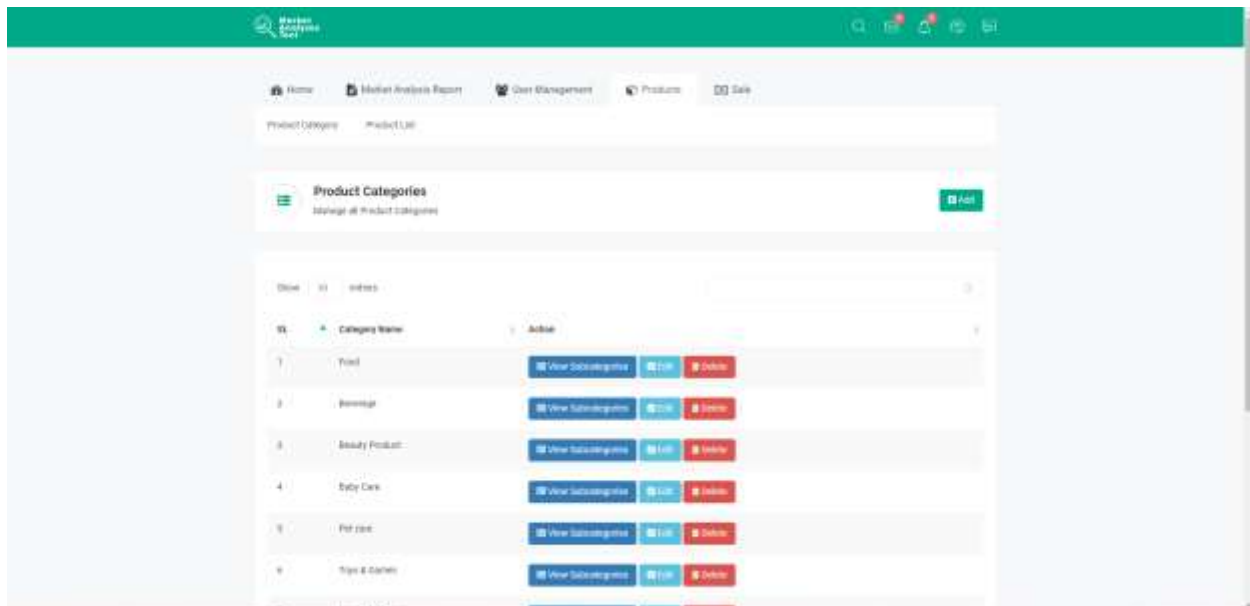 Market
Analysis
Tool
Home Market Analysis Report User Management Products Sale
Product Category Product List
Product Categories
Manage all Product Categories
Add
Show 10 entries
SL Category Name Action
1 Food View Subcategories Edit Delete
2 Beverage View Subcategories Edit Delete
3 Beauty Product View Subcategories Edit Delete
4 Baby Care View Subcategories Edit Delete
5 Pet care View Subcategories Edit Delete
6 Toys & Games View Subcategories Edit Delete